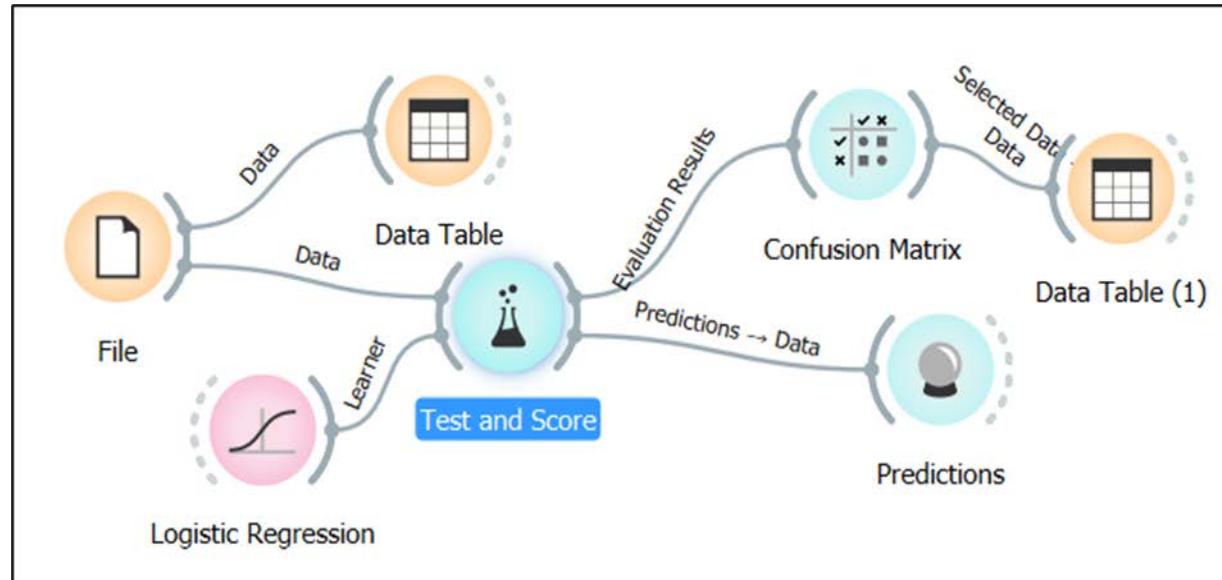 Data
Data Table
Data
File
Learner
Logistic Regression
Test and Score
Evaluation Results
Predictions → Data
Confusion Matrix
Selected Data
Data
Data Table (1)
Predictions